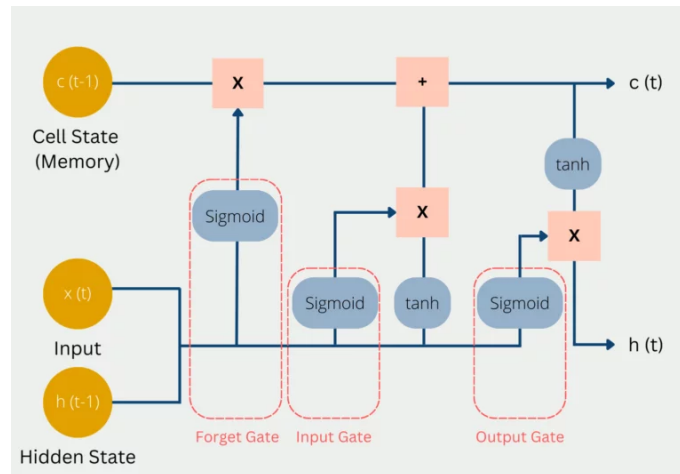 c (t-1)
X
+
c (t)
Cell State
(Memory)
tanh
Sigmoid
X
X
x (t)
Sigmoid
tanh
Sigmoid
Input
h (t)
h (t-1)
Forget Gate
Input Gate
Output Gate
Hidden State